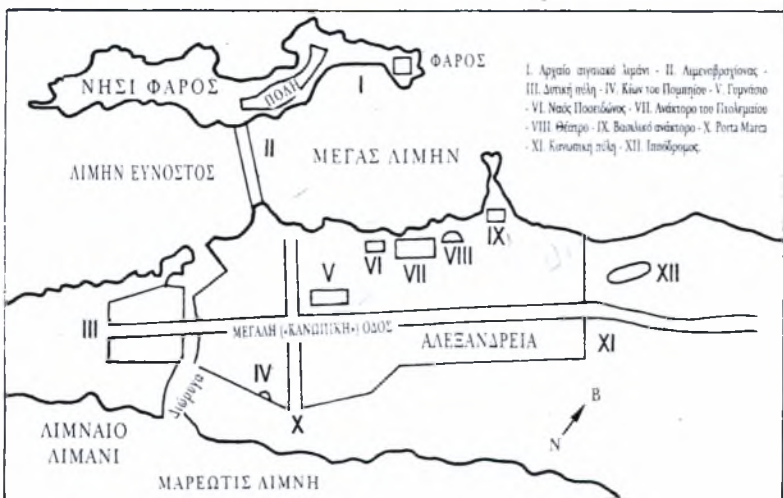 ΦΑΡΟΣ
ΝΗΣΙ ΦΑΡΟΣ
ΠΟΛΗ
I
I. Αρχαίο αιγαιακό λιμάνι - II. Λιμενοβραχίονας -
III. Δυτική πύλη - IV. Κίων του Πομπηίου - V. Γυμνάσιο
- VI. Ναός Ποσειδώνος - VII. Ανάκτορο του Πτολεμαίου
- VIII. Θέατρο - IX. Βασιλικό ανάκτορο - X. Porta Marea
- XI. Κανωπική πύλη - XII. Ιππόδρομος.
II
ΜΕΓΑΣ ΛΙΜΗΝ
ΛΙΜΗΝ ΕΥΝΟΣΤΟΣ
IX
VI
VII
VIII
V
XII
III
ΜΕΓΑΛΗ («ΚΑΝΩΠΙΚΗ») ΟΔΟΣ
ΑΛΕΞΑΝΔΡΕΙΑ
XI
Διώρυγα
IV
X
Β
Ν
ΛΙΜΝΑΙΟ
ΛΙΜΑΝΙ
ΜΑΡΕΩΤΙΣ ΛΙΜΝΗ